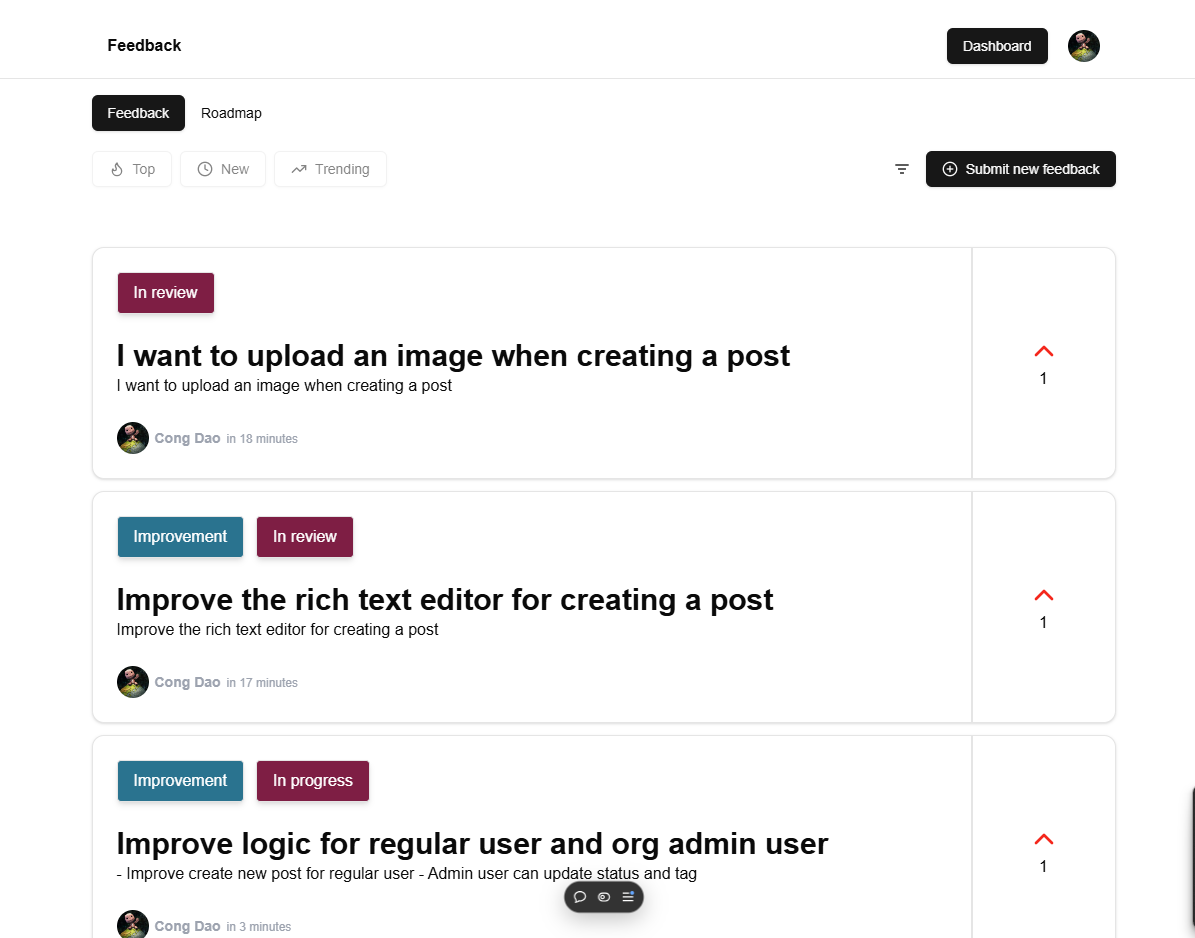 Feedback
Dashboard
Feedback Roadmap
Top New Trending
Submit new feedback
In review
I want to upload an image when creating a post
I want to upload an image when creating a post
Cong Dao in 18 minutes
1
Improvement In review
Improve the rich text editor for creating a post
Improve the rich text editor for creating a post
Cong Dao in 17 minutes
1
Improvement In progress
Improve logic for regular user and org admin user
- Improve create new post for regular user - Admin user can update status and tag
Cong Dao in 3 minutes
1